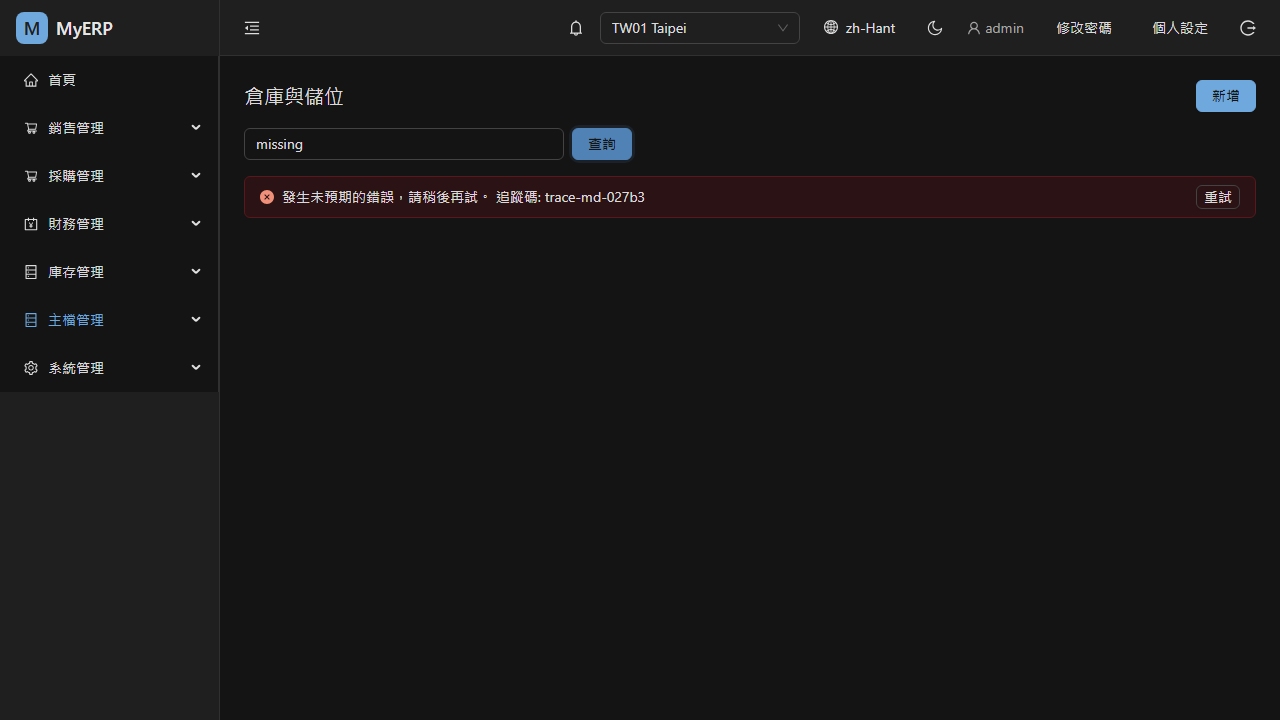 M MyERP
TW01 Taipei
zh-Hant
admin
修改密碼
個人設定
首頁
銷售管理
採購管理
財務管理
庫存管理
主檔管理
系統管理
倉庫與儲位
新增
missing
查詢
發生未預期的錯誤，請稍後再試。 追蹤碼: trace-md-027b3
重試